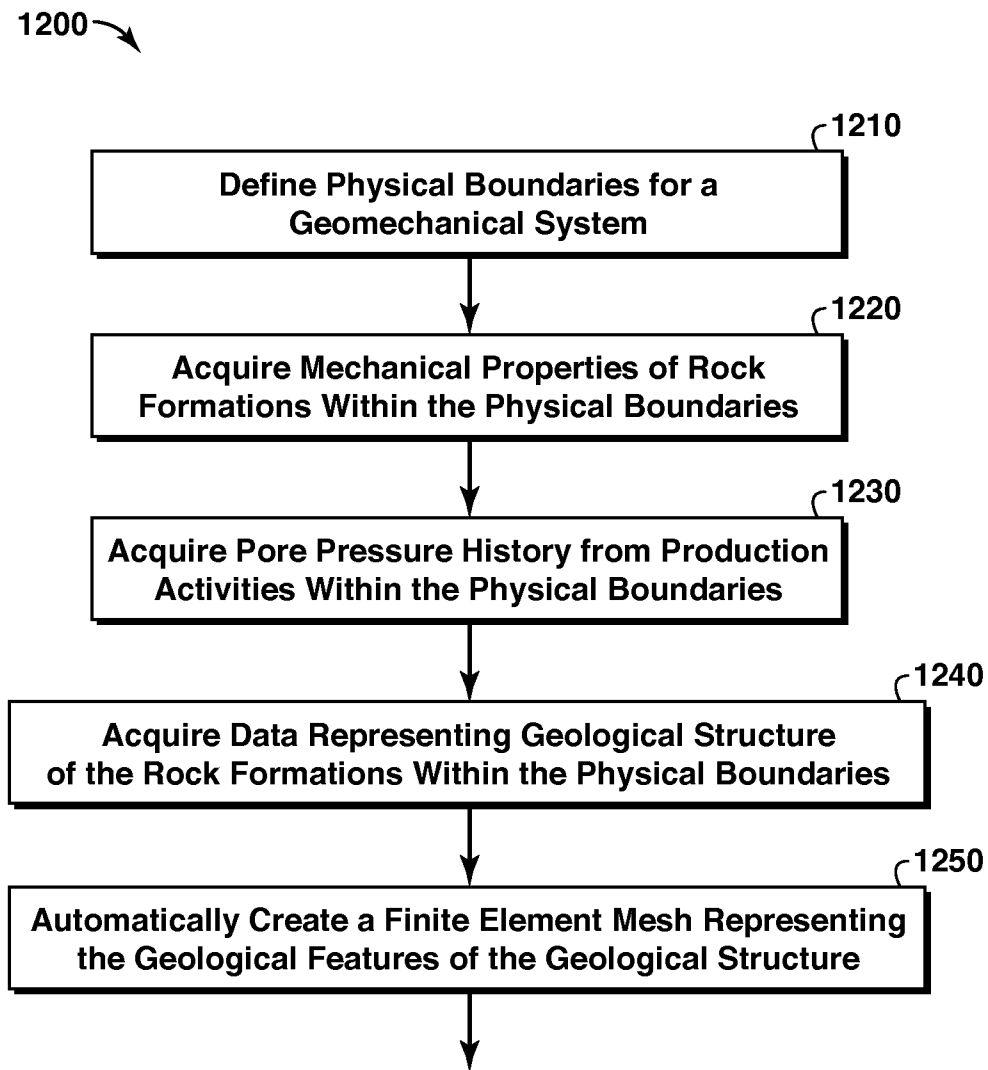 1200
1210
Define Physical Boundaries for a
Geomechanical System
1220
Acquire Mechanical Properties of Rock
Formations Within the Physical Boundaries
1230
Acquire Pore Pressure History from Production
Activities Within the Physical Boundaries
1240
Acquire Data Representing Geological Structure
of the Rock Formations Within the Physical Boundaries
1250
Automatically Create a Finite Element Mesh Representing
the Geological Features of the Geological Structure